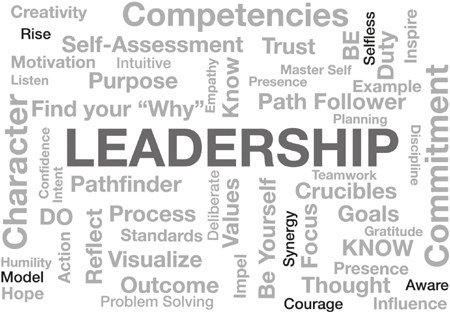 Creativity
Competencies
Rise
Self-Assessment
Trust
BE
Selfless
Duty
Inspire
Motivation
Intuitive
Listen
Purpose
Empathy
Know
Master Self
Presence
Example
Find your “Why”
Path Follower
Planning
Character
LEADERSHIP
Discipline
Commitment
Confidence
Intent
Pathfinder
Teamwork
Crucibles
DO
Process
Deliberate
Values
Be Yourself
Synergy
Focus
Goals
Action
Reflect
Standards
Gratitude
KNOW
Humility
Visualize
Impel
Presence
Model
Outcome
Thought
Aware
Hope
Problem Solving
Courage
Influence